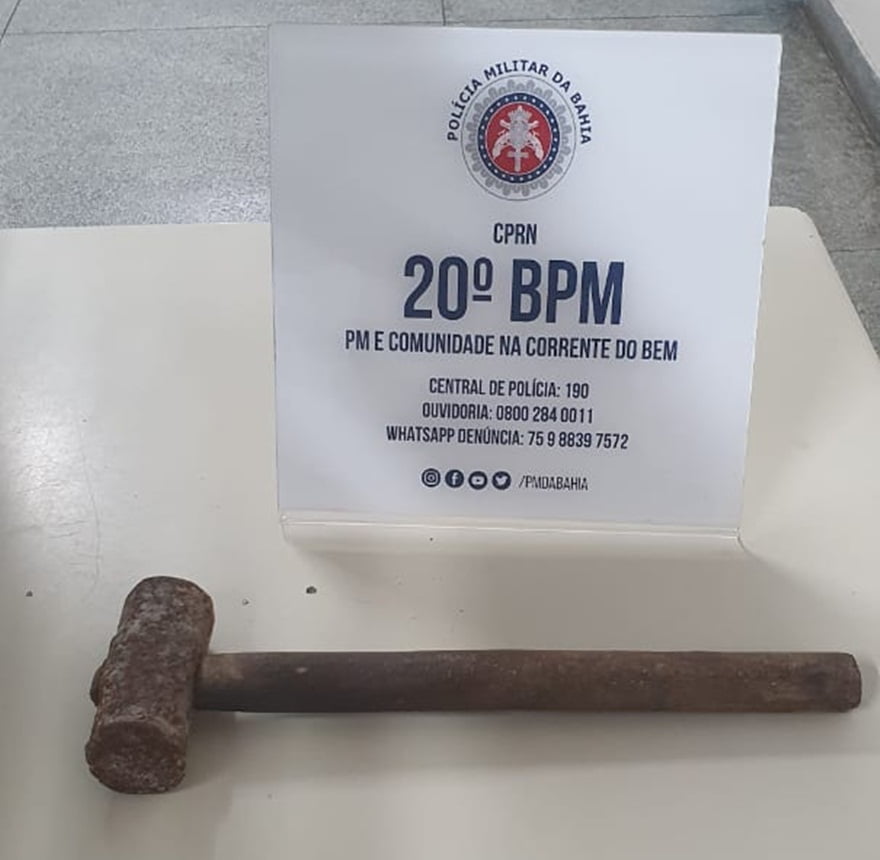 POLÍCIA MILITAR DA BAHIA
CPRN
20º BPM
PM E COMUNIDADE NA CORRENTE DO BEM
CENTRAL DE POLÍCIA: 190
OUVIDORIA: 0800 284 0011
WHATSAPP DENÚNCIA: 75 9 8839 7572
/PMDABAHIA